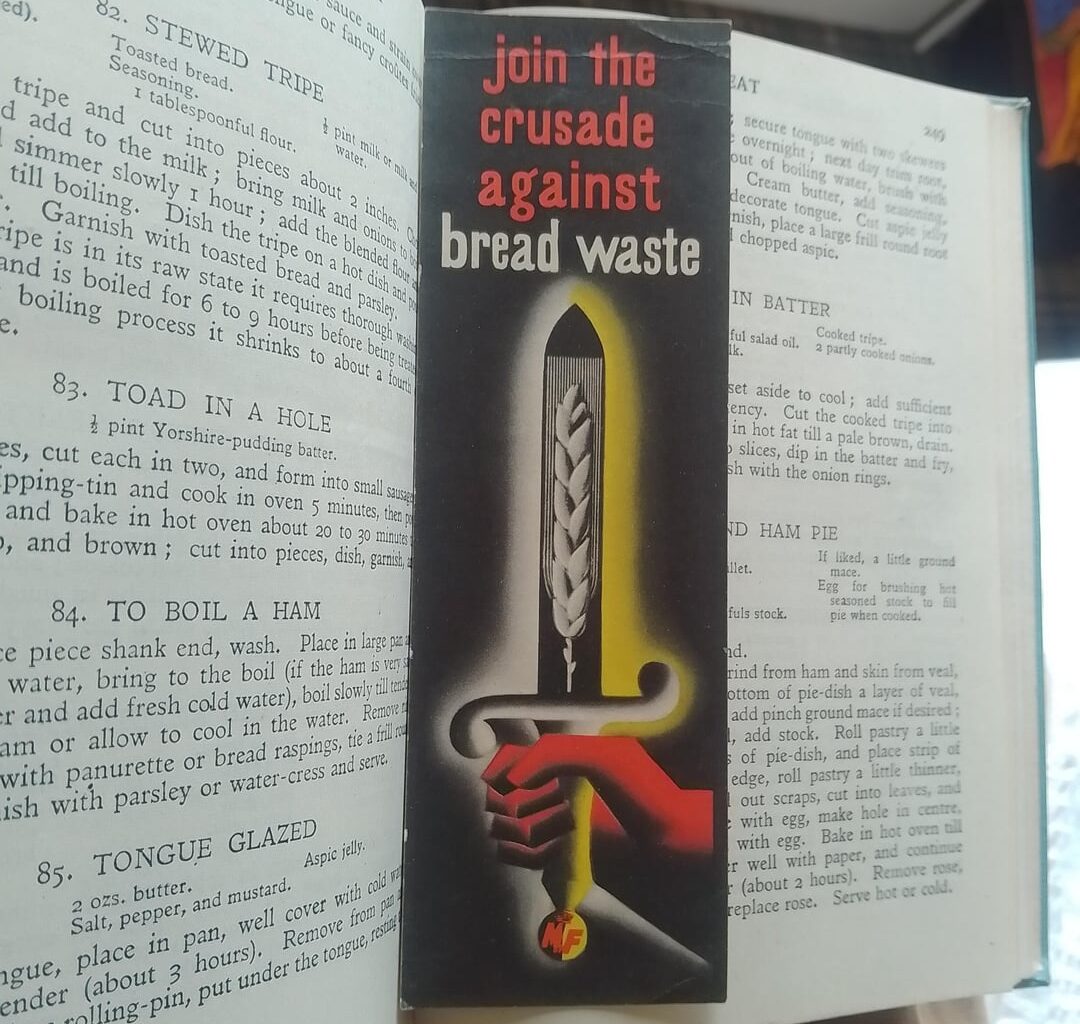 ed).
sauce and strain
82. STEWED TRIPE
Toasted bread.
Seasoning.
1 tablespoonful flour.
½ pint milk or milk and
water.
tripe and cut into pieces about 2 inches.
add to the milk ; bring milk and onions to
simmer slowly 1 hour ; add the blended flour
till boiling. Dish the tripe on a hot dish and
Garnish with toasted bread and parsley.
ripe is in its raw state it requires thorough
and is boiled for 6 to 9 hours before being
boiling process it shrinks to about a fourth
e.
83. TOAD IN A HOLE
½ pint Yorshire-pudding batter.
es, cut each in two, and form into small
pping-tin and cook in oven 5 minutes, then
and bake in hot oven about 20 to 30 minutes
, and brown ; cut into pieces, dish, garnish,
84. TO BOIL A HAM
ce piece shank end, wash. Place in large pan
water, bring to the boil (if the ham is very
r and add fresh cold water), boil slowly till
am or allow to cool in the water. Remove
with panurette or bread raspings, tie a frill
ish with parsley or water-cress and serve.
85. TONGUE GLAZED
2 ozs. butter.
Salt, pepper, and mustard.
Aspic jelly.
ngue, place in pan, well cover with cold
ender (about 3 hours). Remove from pan
rolling-pin, put under the tongue,
join the
crusade
against
bread waste
MF
EAT
249
secure tongue with two skewers
overnight ; next day trim root,
out of boiling water, brush with
Cream butter, add seasoning,
decorate tongue. Cut aspic jelly
nish, place a large frill round root
chopped aspic.
IN BATTER
ful salad oil.
lk.
Cooked tripe.
2 partly cooked onions.
set aside to cool ; add sufficient
ency. Cut the cooked tripe into
in hot fat till a pale brown, drain.
slices, dip in the batter and fry,
sh with the onion rings.
ND HAM PIE
llet.
fuls stock.
If liked, a little ground
mace.
Egg for brushing hot
seasoned stock to fill
pie when cooked.
nd.
rind from ham and skin from veal,
ottom of pie-dish a layer of veal,
add pinch ground mace if desired ;
, add stock. Roll pastry a little
s of pie-dish, and place strip of
edge, roll pastry a little thinner,
out scraps, cut into leaves, and
with egg, make hole in centre,
with egg. Bake in hot oven till
r well with paper, and continue
r (about 2 hours). Remove rose,
replace rose. Serve hot or cold.